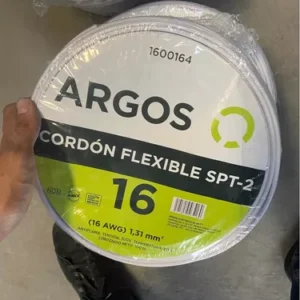 1600164
ARGOS
CORDÓN FLEXIBLE SPT-2
16
(16 AWG) 1,31 mm²